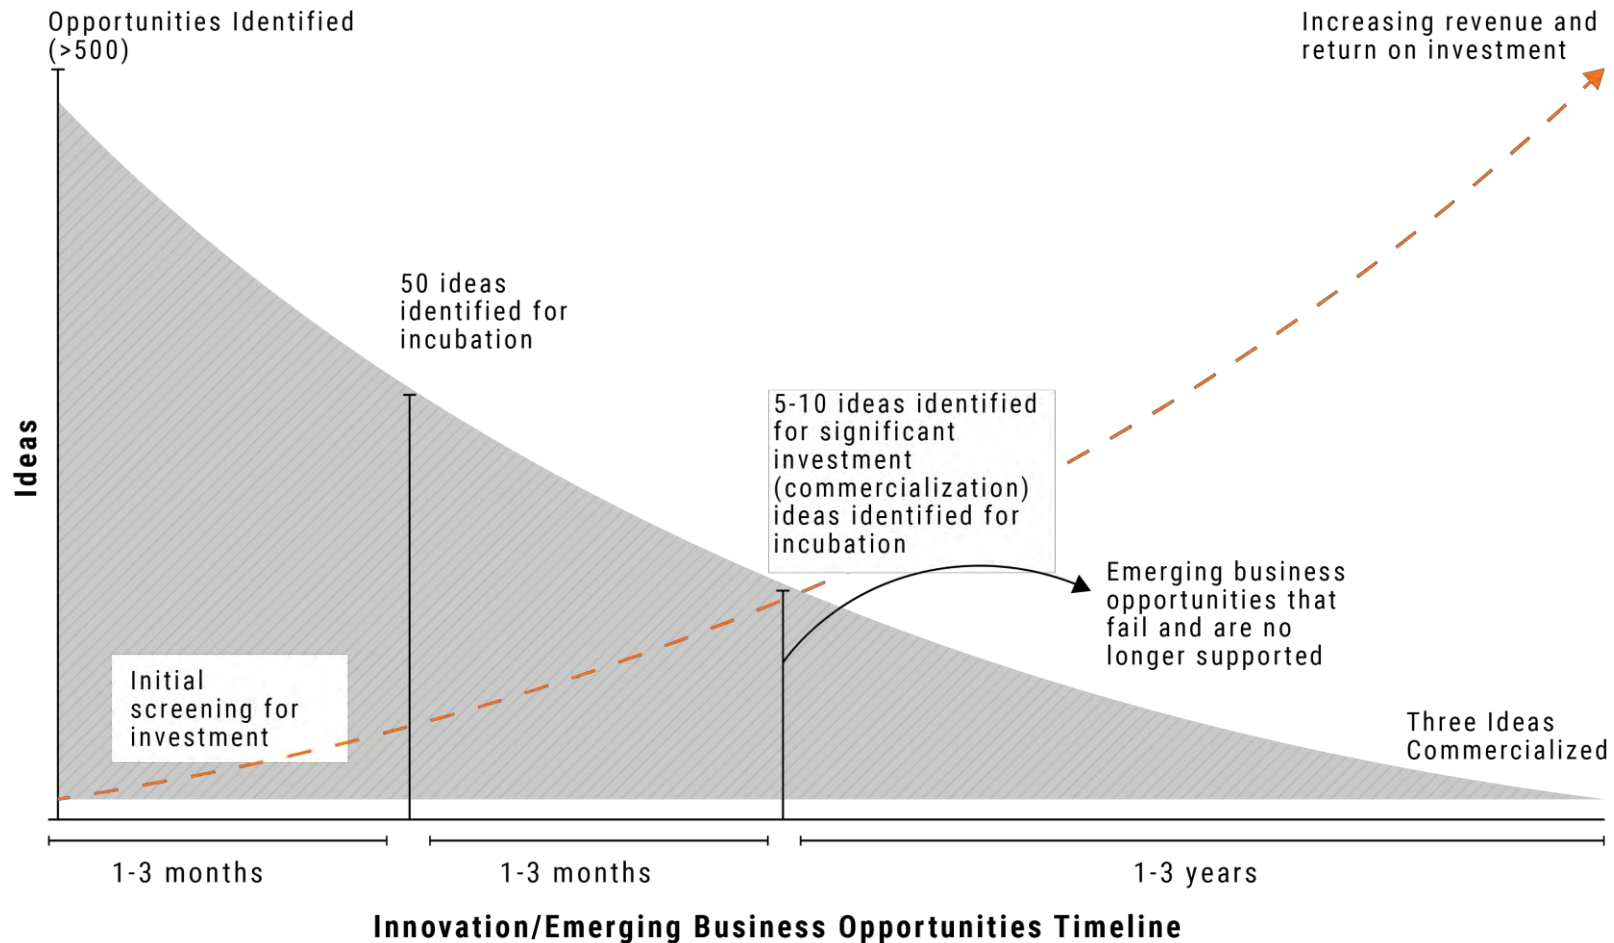 Opportunities Identified
(>500)
Increasing revenue and
return on investment
50 ideas
identified for
incubation
5-10 ideas identified
for significant
investment
(commercialization)
ideas identified for
incubation
Ideas
Emerging business
opportunities that
fail and are no
longer supported
Initial
screening for
investment
Three Ideas
Commercialized
1-3 months
1-3 months
1-3 years
Innovation/Emerging Business Opportunities Timeline